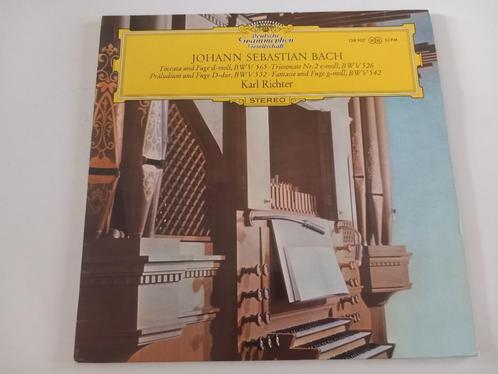 Deutsche
Grammophon
Gesellschaft
JOHANN SEBASTIAN BACH
Toccata und Fuge d-moll, BWV 565 · Triosonate Nr. 2 c-moll, BWV 526
Präludium und Fuge D-dur, BWV 532 · Fantasie und Fuge g-moll, BWV 542
Karl Richter
STEREO